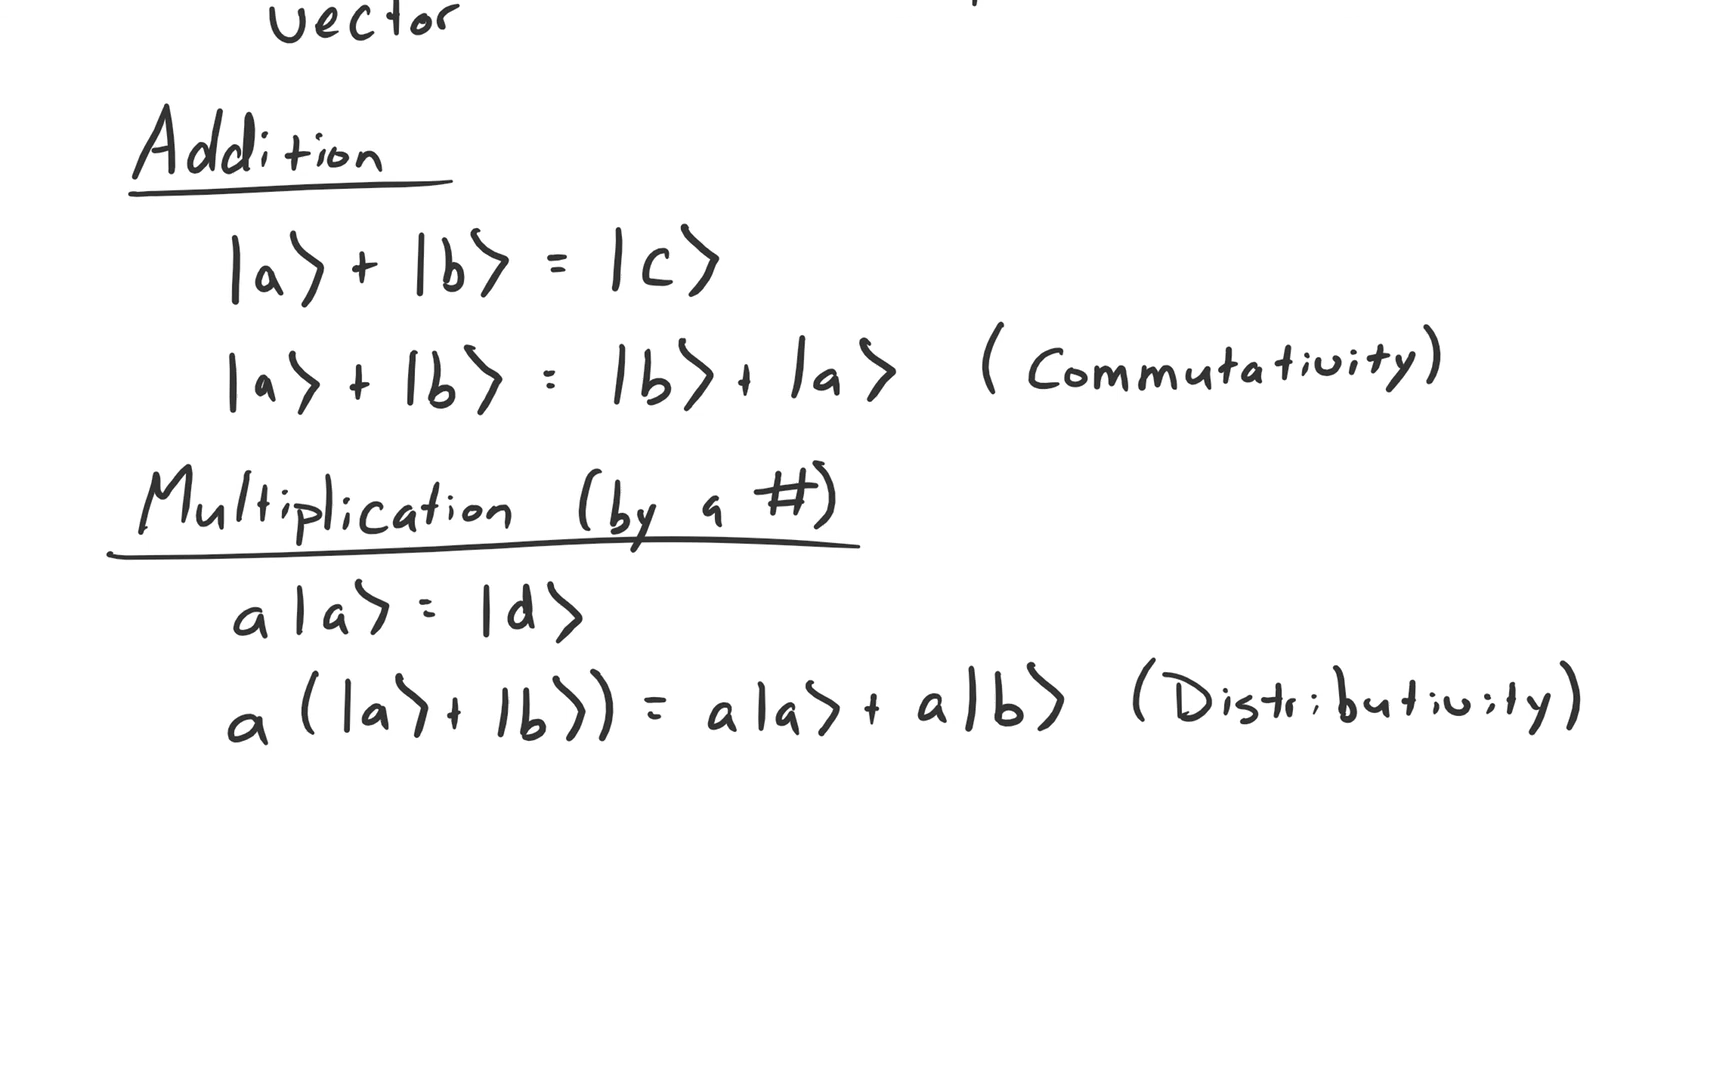 vector
Addition
|a⟩ + |b⟩ = |c⟩
|a⟩ + |b⟩ = |b⟩ + |a⟩ (Commutativity)
Multiplication (by a #)
a|a⟩ = |d⟩
a(|a⟩ + |b⟩) = a|a⟩ + a|b⟩ (Distributivity)